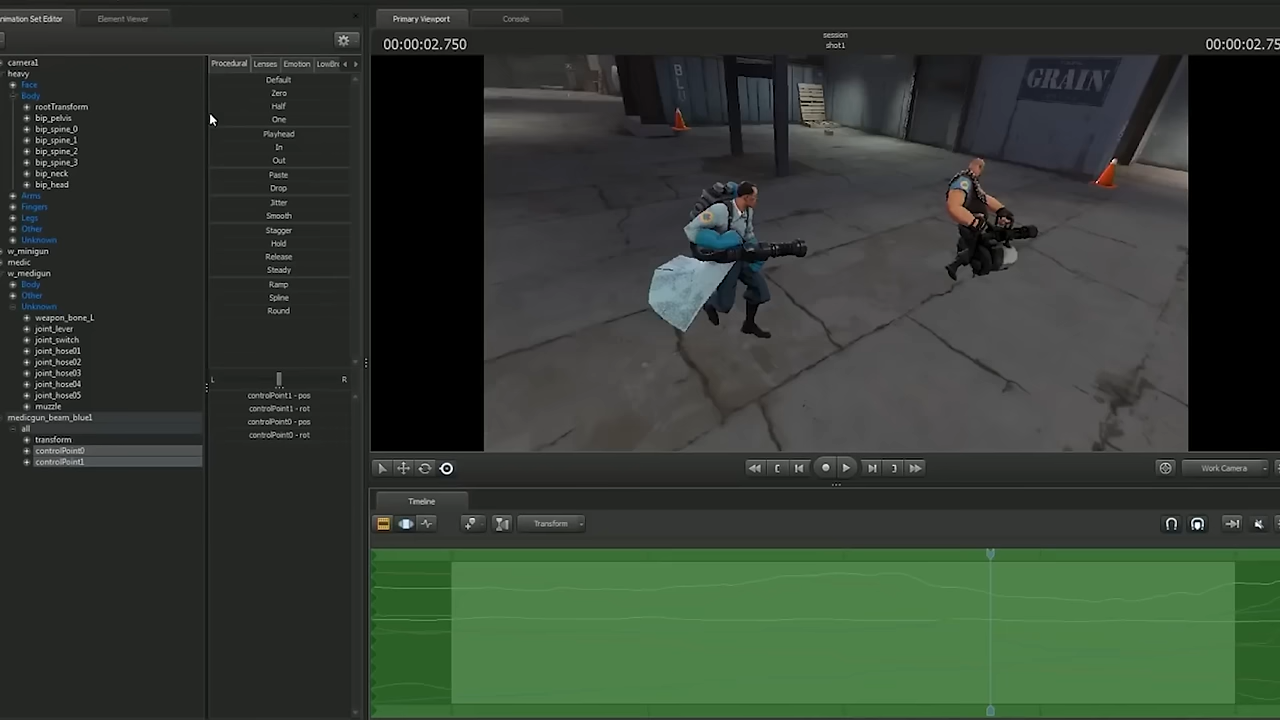 nimation Set Editor
Element Viewer
Primary Viewport
Console
00:00:02.750
session
shot1
00:00:02.75
camera1
heavy
Face
Body
rootTransform
bip_pelvis
bip_spine_0
bip_spine_1
bip_spine_2
bip_spine_3
bip_neck
bip_head
Arms
Fingers
Legs
Other
Unknown
w_minigun
medic
w_medigun
Body
Other
Unknown
weapon_bone_L
joint_lever
joint_switch
joint_hose01
joint_hose02
joint_hose03
joint_hose04
joint_hose05
muzzle
medicgun_beam_blue1
all
transform
controlPoint0
controlPoint1
Procedural
Lenses
Emotion
LowBr
Default
Zero
Half
One
Playhead
In
Out
Paste
Drop
Jitter
Smooth
Stagger
Hold
Release
Steady
Ramp
Spline
Round
L
R
controlPoint1 - pos
controlPoint1 - rot
controlPoint0 - pos
controlPoint0 - rot
BLU
GRAIN
Work Camera
Timeline
Transform